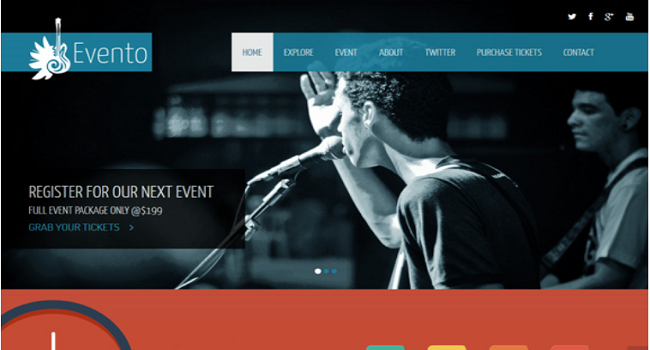 Evento
HOME EXPLORE EVENT ABOUT TWITTER PURCHASE TICKETS CONTACT
REGISTER FOR OUR NEXT EVENT
FULL EVENT PACKAGE ONLY @$199
GRAB YOUR TICKETS >